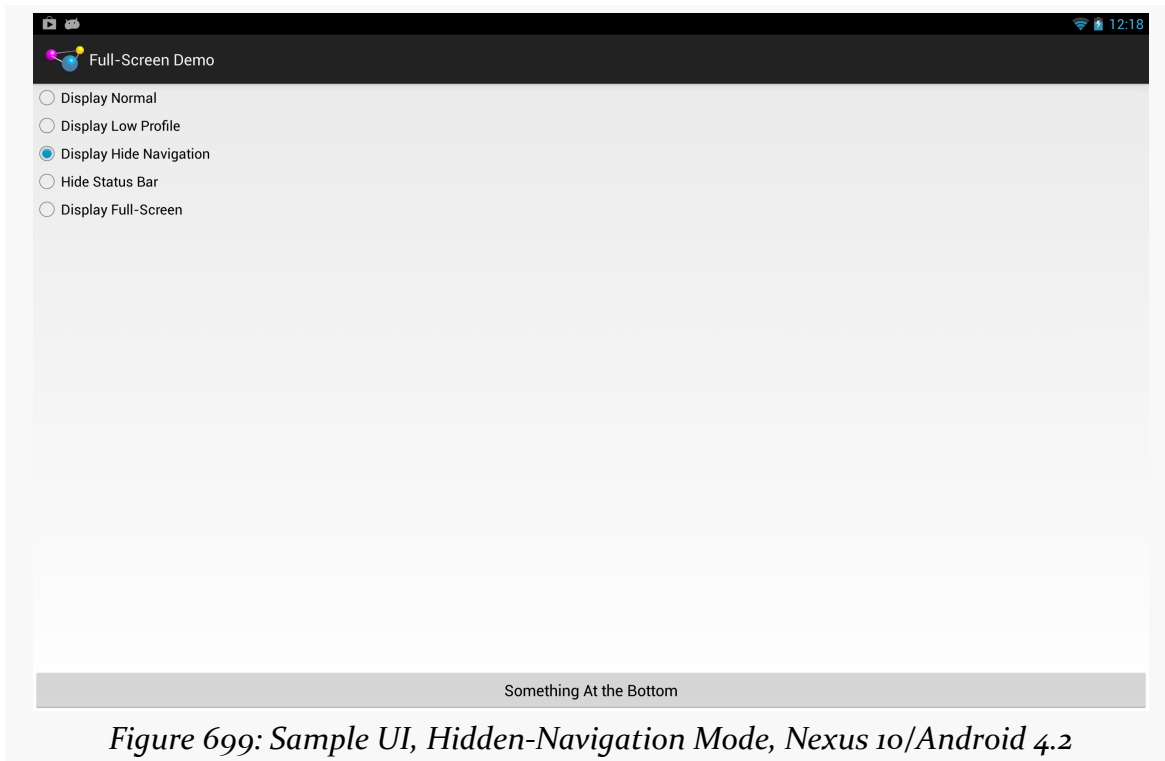 12:18
Full-Screen Demo
Display Normal
Display Low Profile
Display Hide Navigation
Hide Status Bar
Display Full-Screen
Something At the Bottom
Figure 699: Sample UI, Hidden-Navigation Mode, Nexus 10/Android 4.2